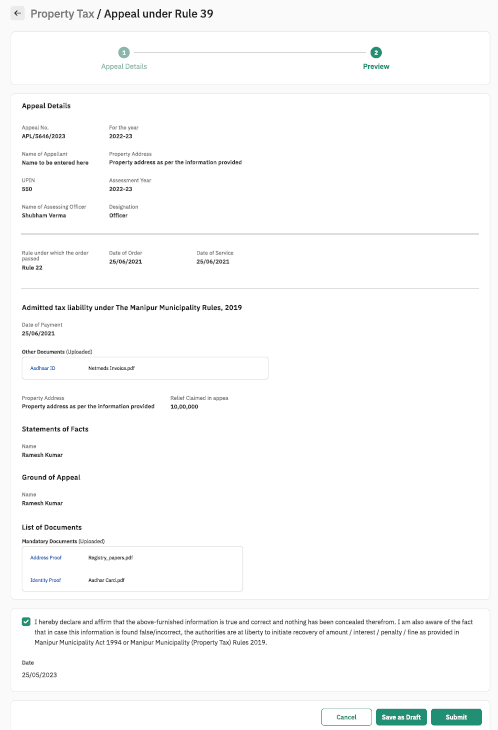 Property Tax / Appeal under Rule 39
1 2
Appeal Details Preview
Appeal Details
Appeal No. For the year
APL/5646/2023 2022-23
Name of Appellant Property Address
Name to be entered here Property address as per the information provided
UPIN Assessment Year
550 2022-23
Name of Assessing Officer Designation
Shubham Verma Officer
Rule under which the order passed Date of Order Date of Service
Rule 22 25/06/2021 25/06/2021
Admitted tax liability under The Manipur Municipality Rules, 2019
Date of Payment
25/06/2021
Other Documents (Uploaded)
Aadhaar ID Netmeds Invoice.pdf
Property Address Relief Claimed in appea
Property address as per the information provided 10,00,000
Statements of Facts
Name
Ramesh Kumar
Ground of Appeal
Name
Ramesh Kumar
List of Documents
Mandatory Documents (Uploaded)
Address Proof Registry_papers.pdf
Identity Proof Aadhar Card.pdf
I hereby declare and affirm that the above-furnished information is true and correct and nothing has been concealed therefrom. I am also aware of the fact
that in case this information is found false/incorrect, the authorities are at liberty to initiate recovery of amount / interest / penalty / fine as provided in
Manipur Municipality Act 1994 or Manipur Municipality (Property Tax) Rules 2019.
Date
25/05/2023
Cancel Save as Draft Submit